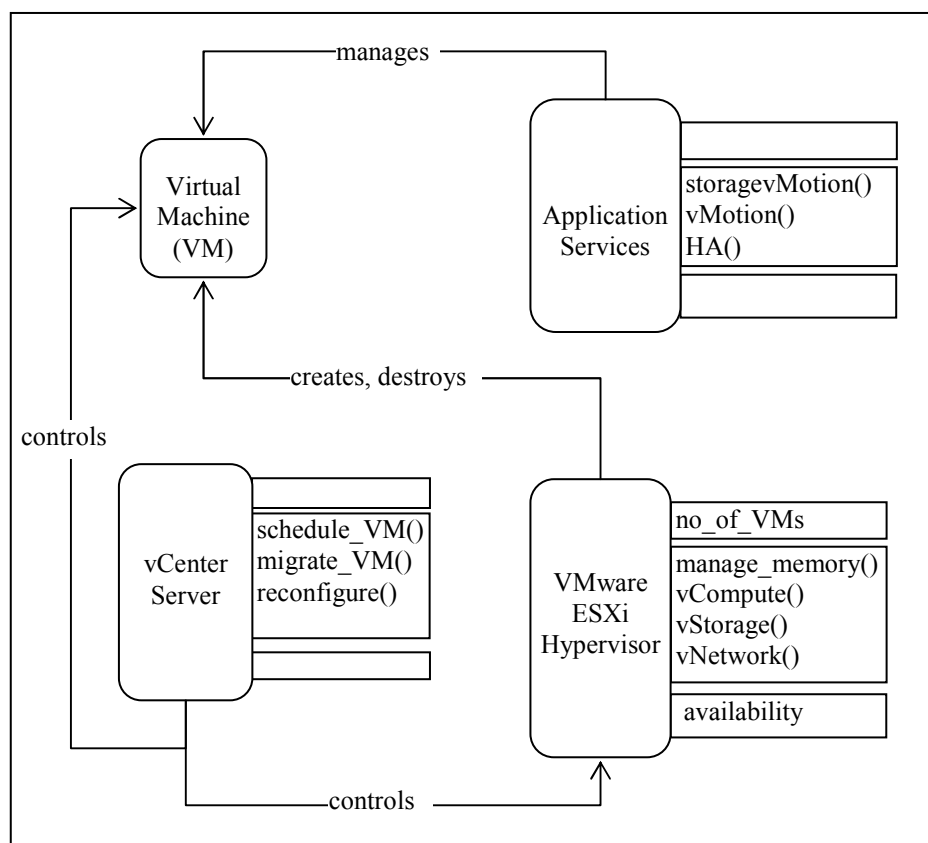 manages
Virtual
Machine
(VM)
Application
Services
storagevMotion()
vMotion()
HA()
creates, destroys
controls
vCenter
Server
schedule_VM()
migrate_VM()
reconfigure()
VMware
ESXi
Hypervisor
no_of_VMs
manage_memory()
vCompute()
vStorage()
vNetwork()
availability
controls